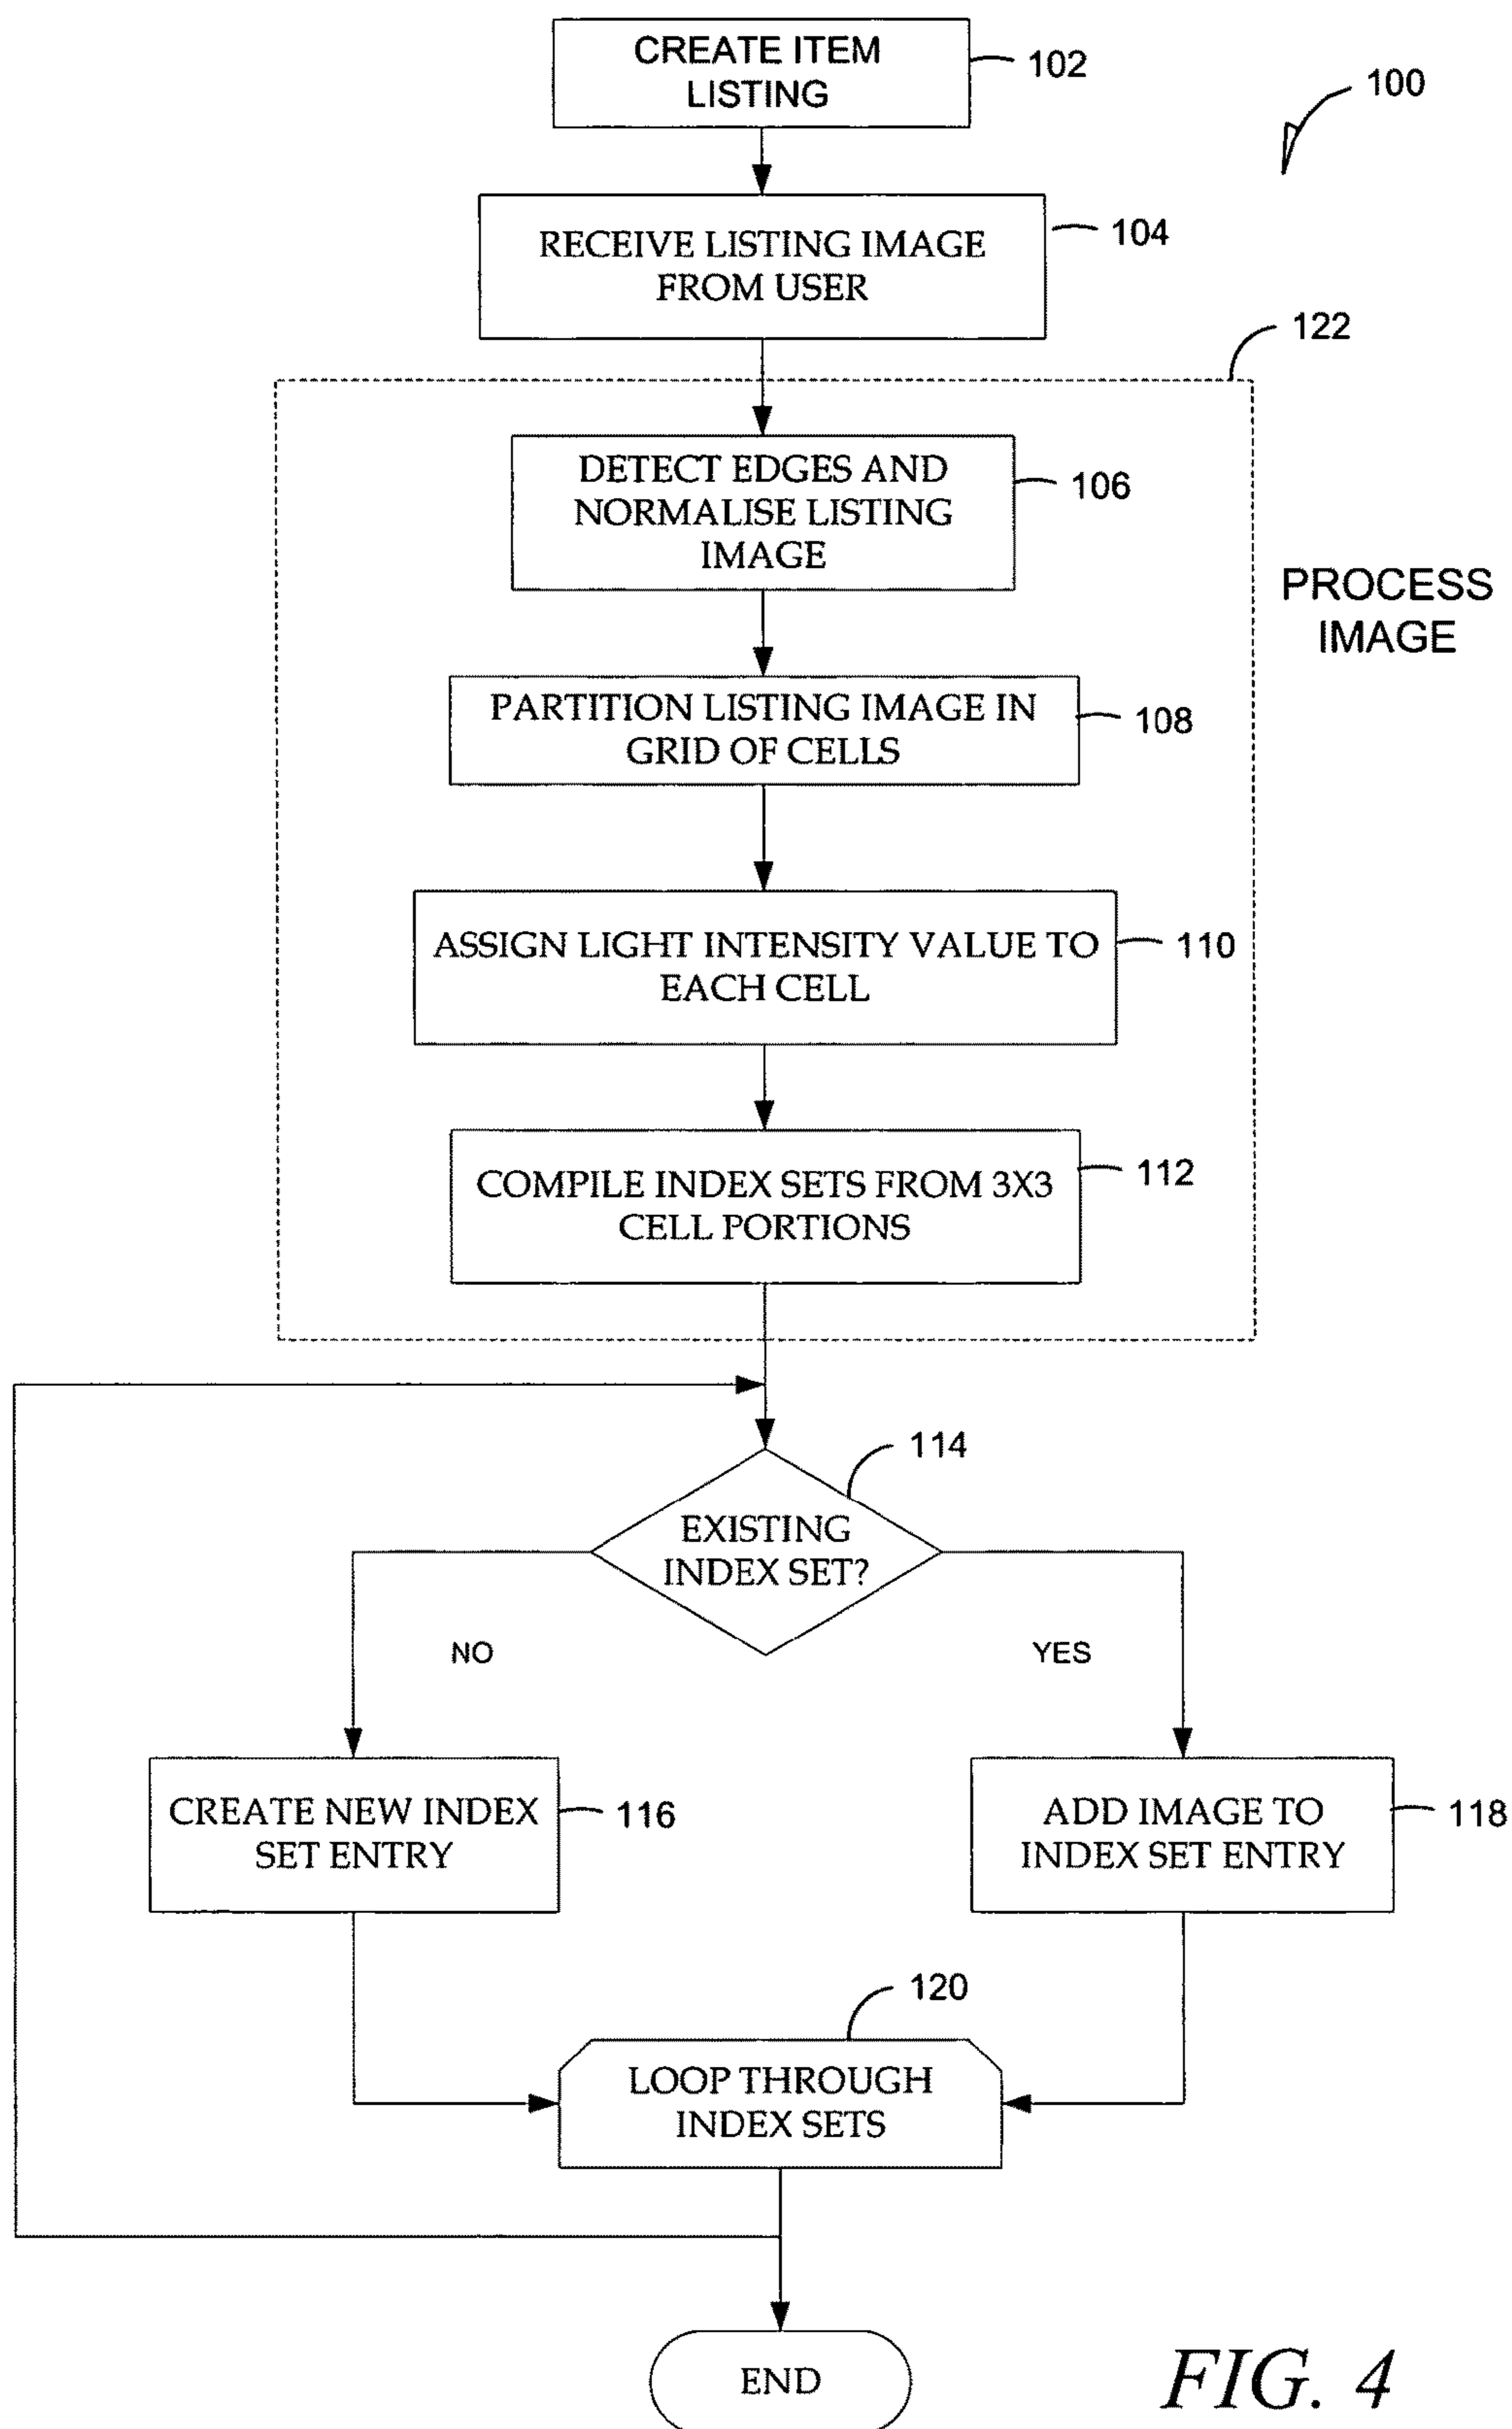 CREATE ITEM
LISTING
102
100
RECEIVE LISTING IMAGE
FROM USER
104
122
DETECT EDGES AND
NORMALISE LISTING
IMAGE
106
PROCESS
IMAGE
PARTITION LISTING IMAGE IN
GRID OF CELLS
108
ASSIGN LIGHT INTENSITY VALUE TO
EACH CELL
110
COMPILE INDEX SETS FROM 3X3
CELL PORTIONS
112
114
EXISTING
INDEX SET?
NO
YES
CREATE NEW INDEX
SET ENTRY
116
ADD IMAGE TO
INDEX SET ENTRY
118
120
LOOP THROUGH
INDEX SETS
END
FIG. 4